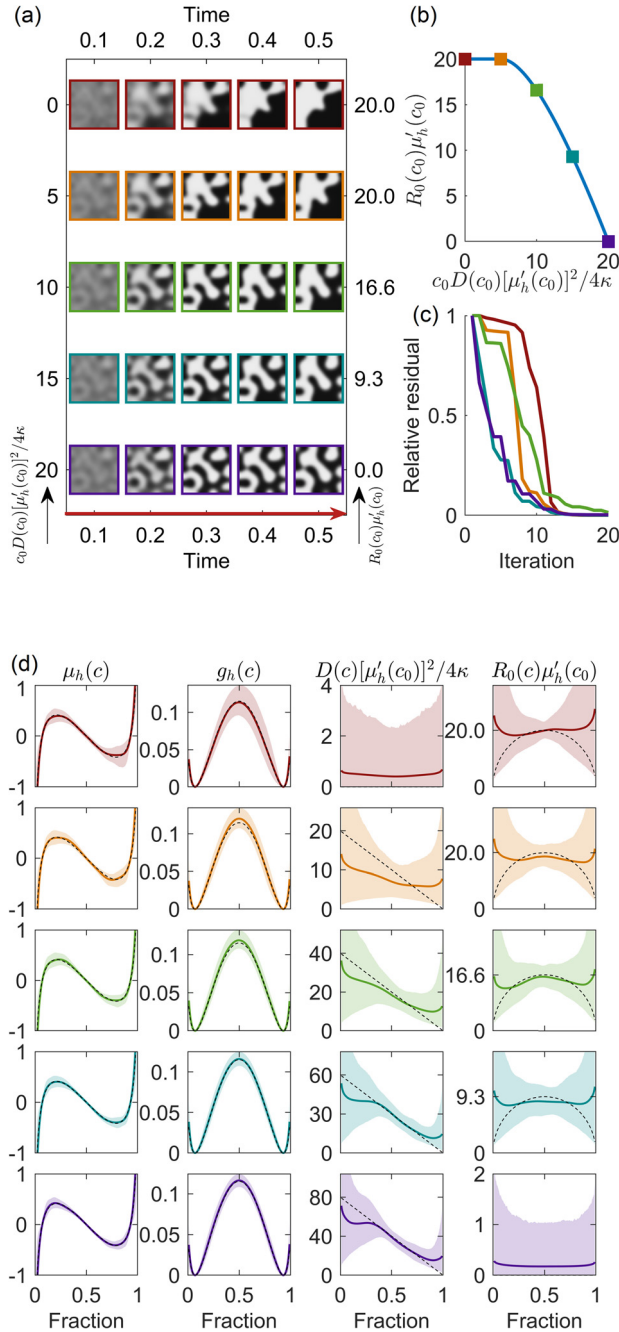 (a)
Time
0.1 0.2 0.3 0.4 0.5
0 20.0
5 20.0
10 16.6
15 9.3
20 0.0
c₀D(c₀)[μ′ₕ(c₀)]²/4κ
R₀(c₀)μ′ₕ(c₀)
0.1 0.2 0.3 0.4 0.5
Time
(b)
R₀(c₀)μ′ₕ(c₀)
20
15
10
5
0
0 10 20
c₀D(c₀)[μ′ₕ(c₀)]²/4κ
(c)
Relative residual
1
0.5
0
0 10 20
Iteration
(d)
μₕ(c) gₕ(c) D(c)[μ′ₕ(c₀)]²/4κ R₀(c)μ′ₕ(c₀)
1 0.1 4
0 0.05 2 20.0
-1 0 0 0
1 0.1 20
0 0.05 10 20.0
-1 0 0 0
1 0.1 40
0 0.05 20 16.6
-1 0 0 0
1 0.1 60
0 0.05 30 9.3
-1 0 0 0
1 0.1 80 2
0 0.05 40 1
-1 0 0 0
0 0.5 1 0 0.5 1 0 0.5 1 0 0.5 1
Fraction Fraction Fraction Fraction